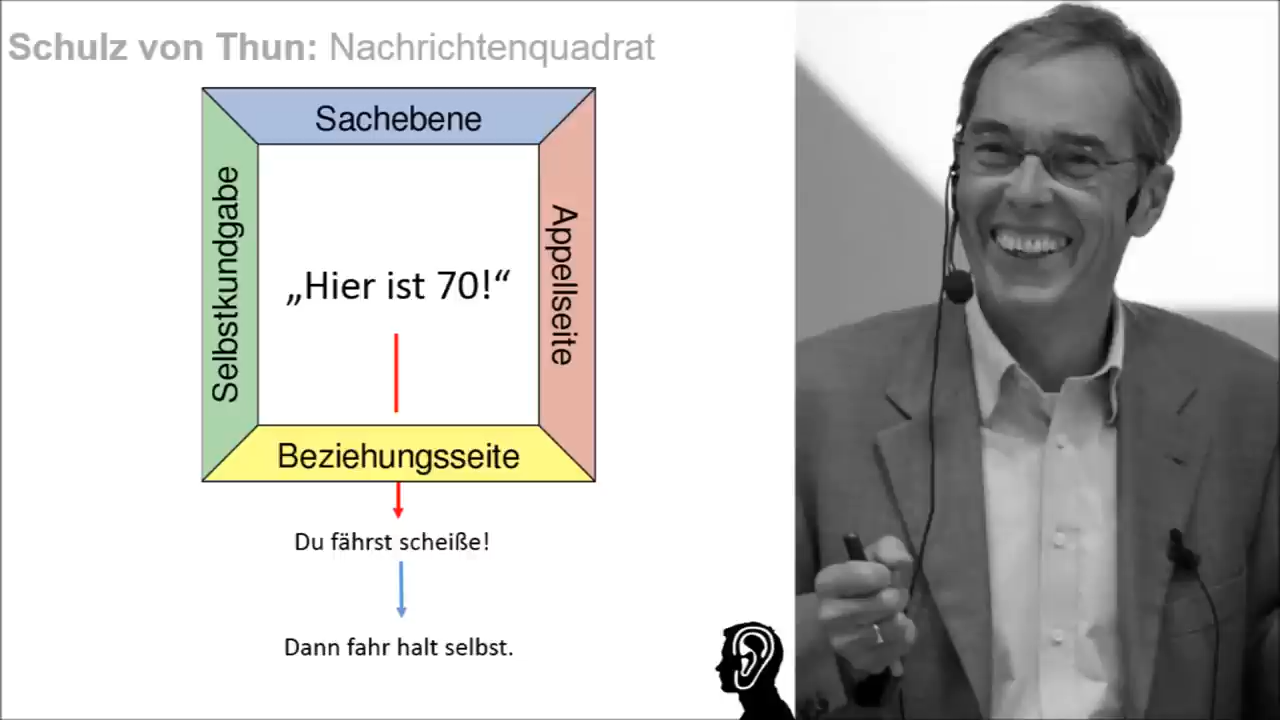 Schulz von Thun: Nachrichtenquadrat
Sachebene
Selbstkundgabe
„Hier ist 70!“
Appellseite
Beziehungsseite
Du fährst scheiße!
Dann fahr halt selbst.